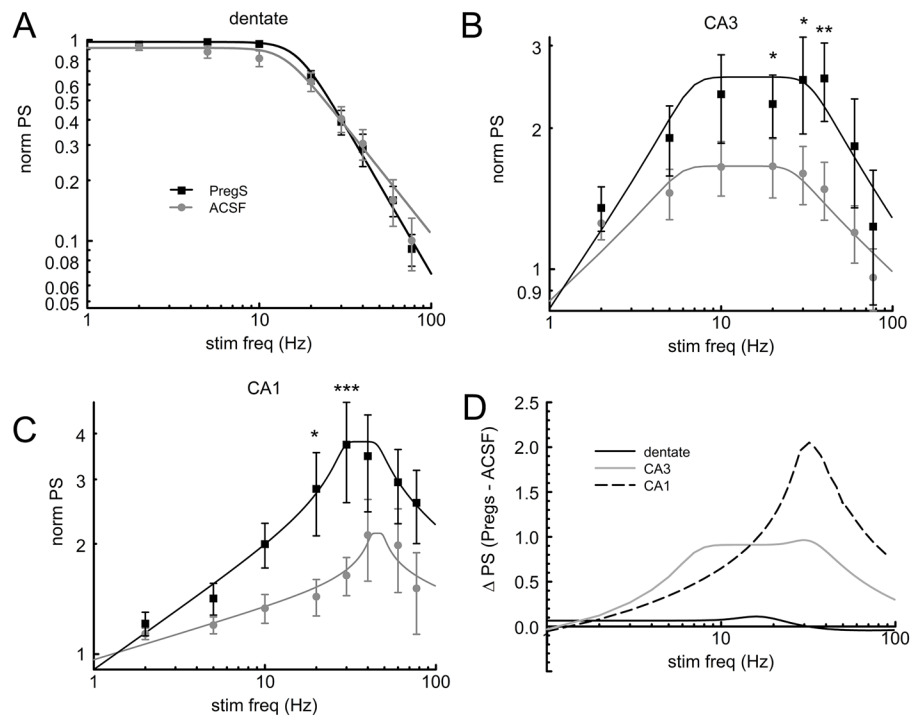 A
dentate
norm PS
1
0.8
0.6
0.5
0.4
0.3
0.2
0.1
0.08
0.06
0.05
PregS
ACSF
1
10
100
stim freq (Hz)
B
CA3
norm PS
3
2
1
0.9
*
*
**
1
10
100
stim freq (Hz)
C
CA1
norm PS
4
3
2
1
*
***
1
10
100
stim freq (Hz)
D
Δ PS (Pregs - ACSF)
2.5
2.0
1.5
1.0
0.5
0.0
dentate
CA3
CA1
10
100
stim freq (Hz)